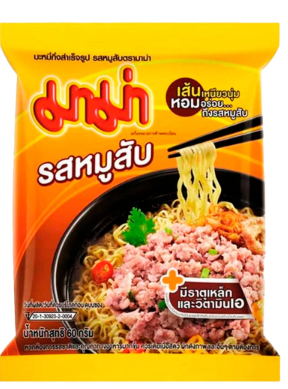 บะหมี่กึ่งสำเร็จรูป รสหมูสับตรามาม่า
มาม่า
เส้นเหนียวนุ่ม
หอมอร่อย...
ถึงรสหมูสับ
รสหมูสับ
มีธาตุเหล็ก
และวิตามินเอ
น้ำหนักสุทธิ 60 กรัม